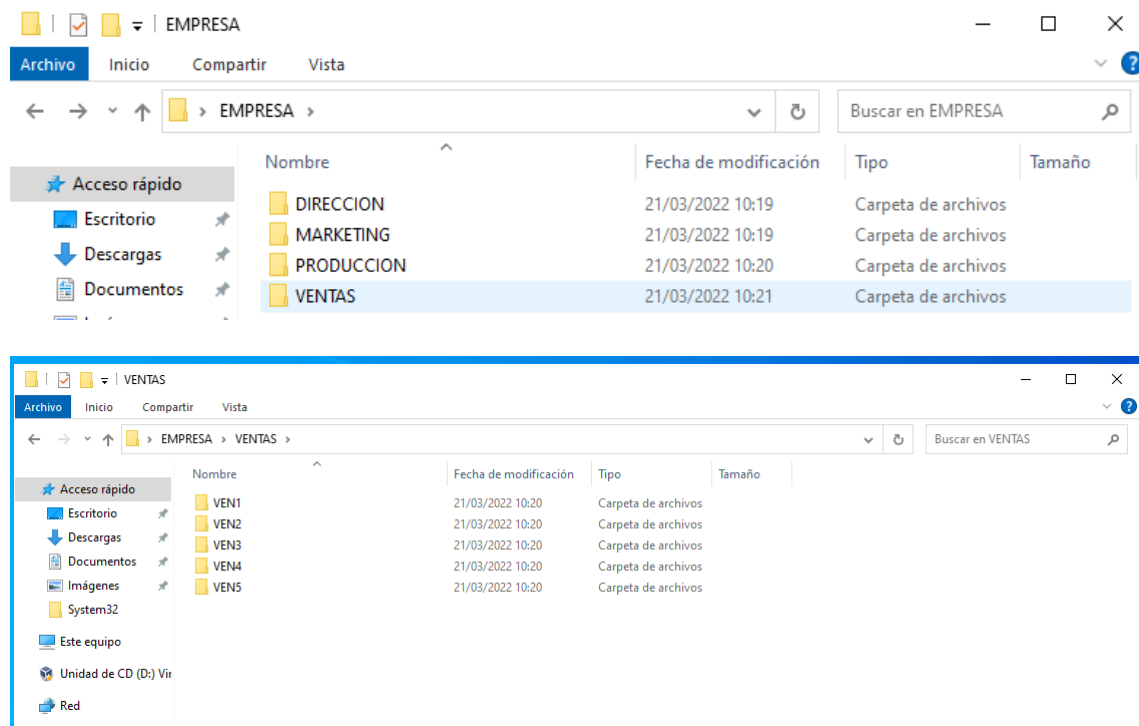 EMPRESA
Archivo Inicio Compartir Vista
EMPRESA Buscar en EMPRESA
Nombre Fecha de modificación Tipo Tamaño
Acceso rápido
DIRECCION 21/03/2022 10:19 Carpeta de archivos
Escritorio
MARKETING 21/03/2022 10:19 Carpeta de archivos
Descargas
PRODUCCION 21/03/2022 10:20 Carpeta de archivos
Documentos
VENTAS 21/03/2022 10:21 Carpeta de archivos
VENTAS
Archivo Inicio Compartir Vista
EMPRESA VENTAS Buscar en VENTAS
Nombre Fecha de modificación Tipo Tamaño
Acceso rápido
VEN1 21/03/2022 10:20 Carpeta de archivos
Escritorio
VEN2 21/03/2022 10:20 Carpeta de archivos
Descargas
VEN3 21/03/2022 10:20 Carpeta de archivos
Documentos
VEN4 21/03/2022 10:20 Carpeta de archivos
Imágenes
VEN5 21/03/2022 10:20 Carpeta de archivos
System32
Este equipo
Unidad de CD (D:) Vir
Red